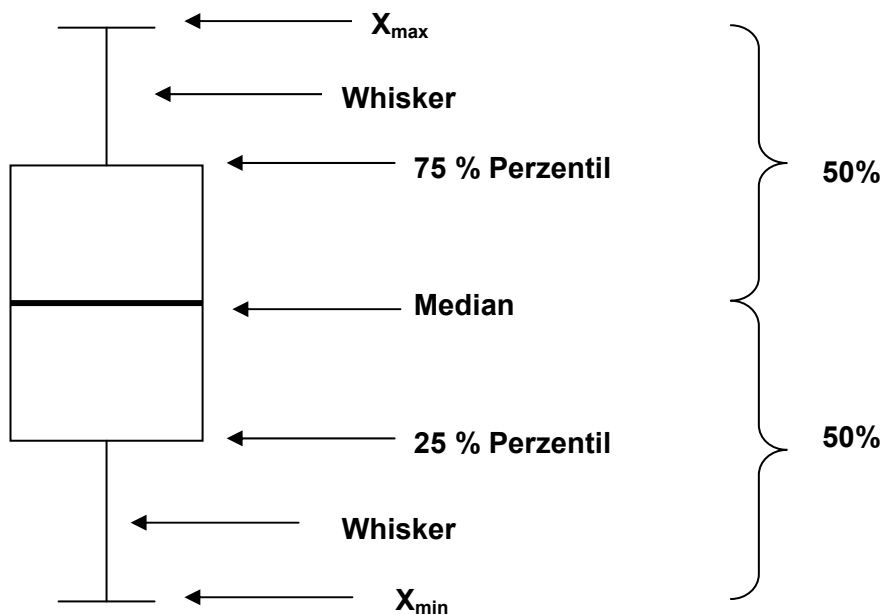 Xmax
Whisker
75 % Perzentil
50%
Median
25 % Perzentil
50%
Whisker
Xmin